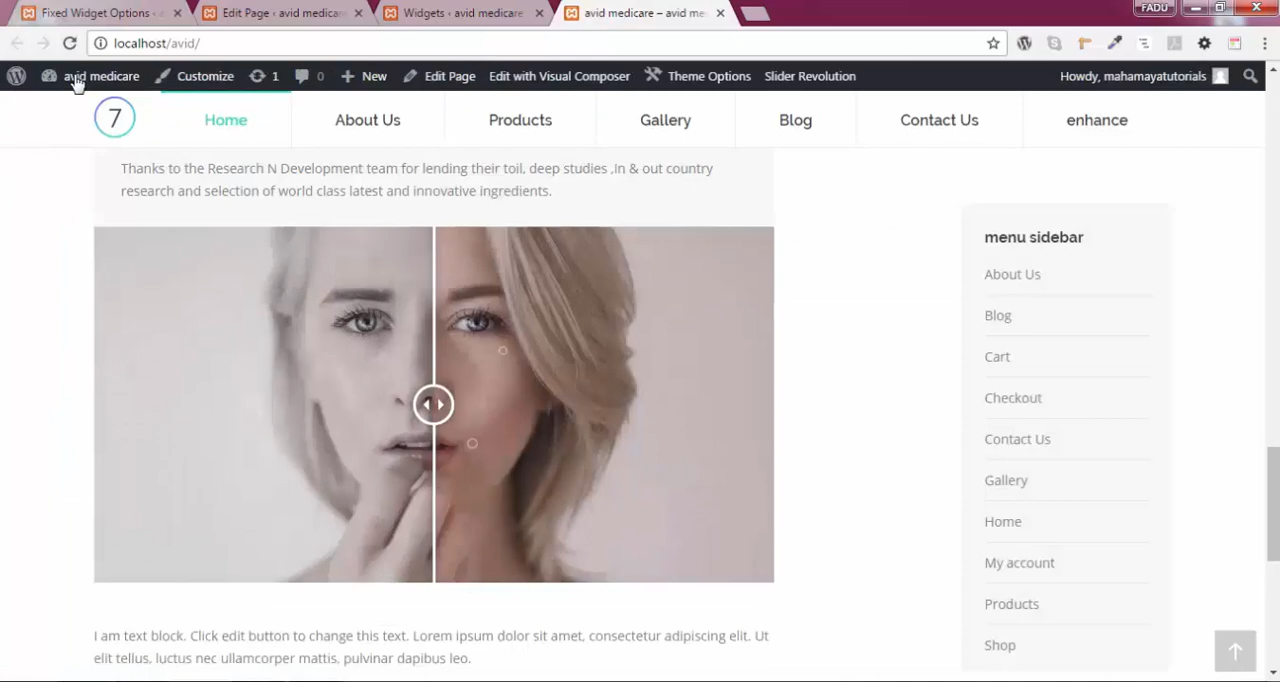 Fixed Widget Options ‹ a
Edit Page ‹ avid medicar
Widgets ‹ avid medicare
avid medicare – avid me
FADU
localhost/avid/
avid medicare
Customize
1
0
New
Edit Page
Edit with Visual Composer
Theme Options
Slider Revolution
Howdy, mahamayatutorials
7
Home
About Us
Products
Gallery
Blog
Contact Us
enhance
Thanks to the Research N Development team for lending their toil, deep studies ,In & out country
research and selection of world class latest and innovative ingredients.
menu sidebar
About Us
Blog
Cart
Checkout
Contact Us
Gallery
Home
My account
Products
Shop
I am text block. Click edit button to change this text. Lorem ipsum dolor sit amet, consectetur adipiscing elit. Ut
elit tellus, luctus nec ullamcorper mattis, pulvinar dapibus leo.